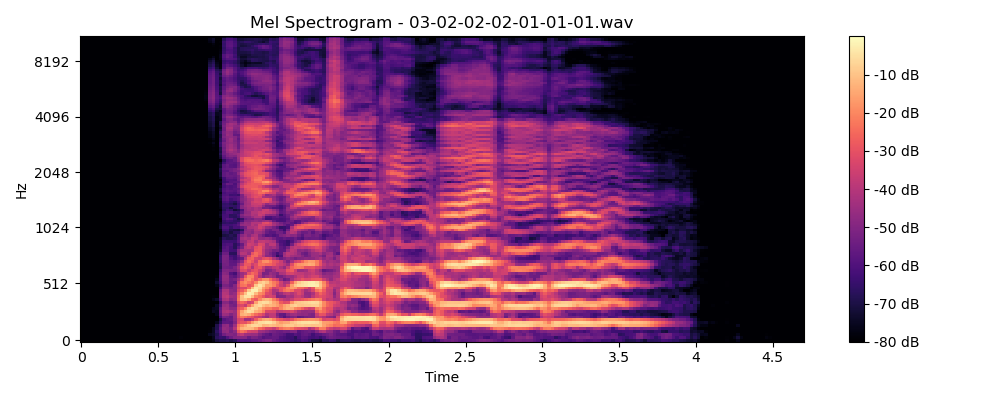 Mel Spectrogram - 03-02-02-02-01-01-01.wav
Hz
8192
4096
2048
1024
512
0
0 0.5 1 1.5 2 2.5 3 3.5 4 4.5
Time
-10 dB
-20 dB
-30 dB
-40 dB
-50 dB
-60 dB
-70 dB
-80 dB